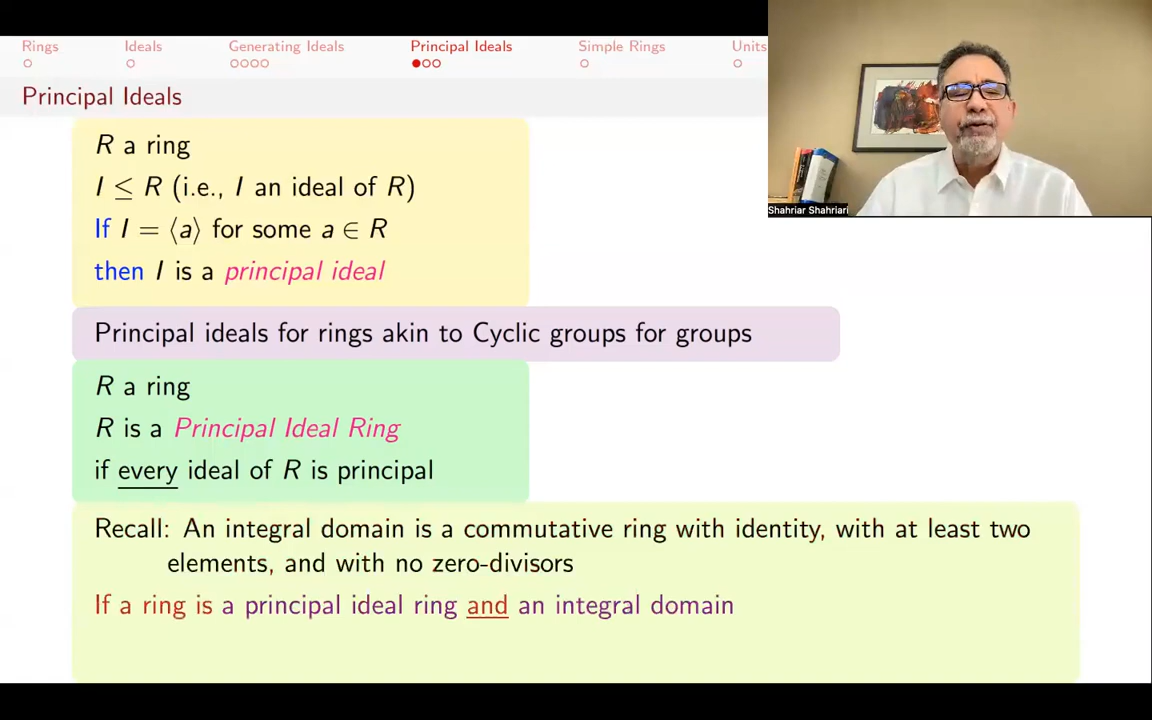 Rings Ideals Generating Ideals Principal Ideals Simple Rings Units
Principal Ideals
R a ring
I ≤ R (i.e., I an ideal of R)
If I = ⟨a⟩ for some a ∈ R
then I is a principal ideal
Principal ideals for rings akin to Cyclic groups for groups
R a ring
R is a Principal Ideal Ring
if every ideal of R is principal
Recall: An integral domain is a commutative ring with identity, with at least two
elements, and with no zero-divisors
If a ring is a principal ideal ring and an integral domain
Shahriar Shahriari